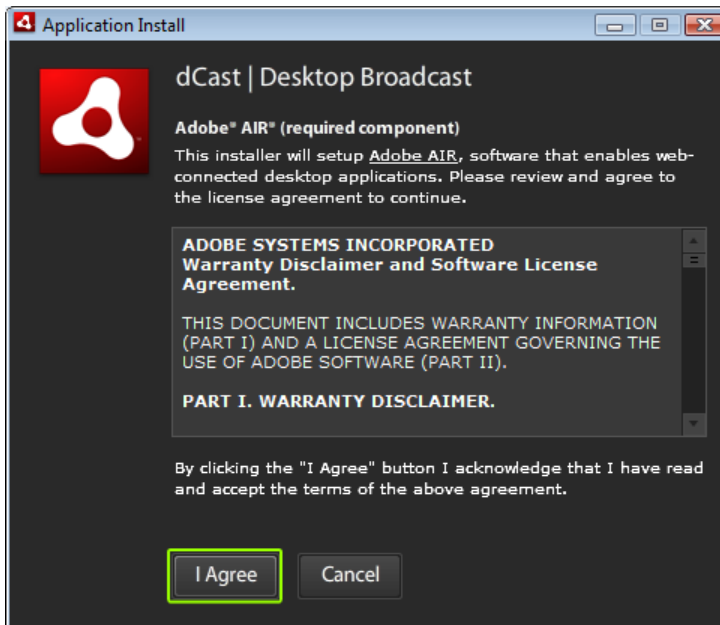 Application Install
dCast | Desktop Broadcast
Adobe® AIR® (required component)
This installer will setup Adobe AIR, software that enables web-
connected desktop applications. Please review and agree to
the license agreement to continue.
ADOBE SYSTEMS INCORPORATED
Warranty Disclaimer and Software License
Agreement.
THIS DOCUMENT INCLUDES WARRANTY INFORMATION
(PART I) AND A LICENSE AGREEMENT GOVERNING THE
USE OF ADOBE SOFTWARE (PART II).
PART I. WARRANTY DISCLAIMER.
By clicking the "I Agree" button I acknowledge that I have read
and accept the terms of the above agreement.
I Agree
Cancel